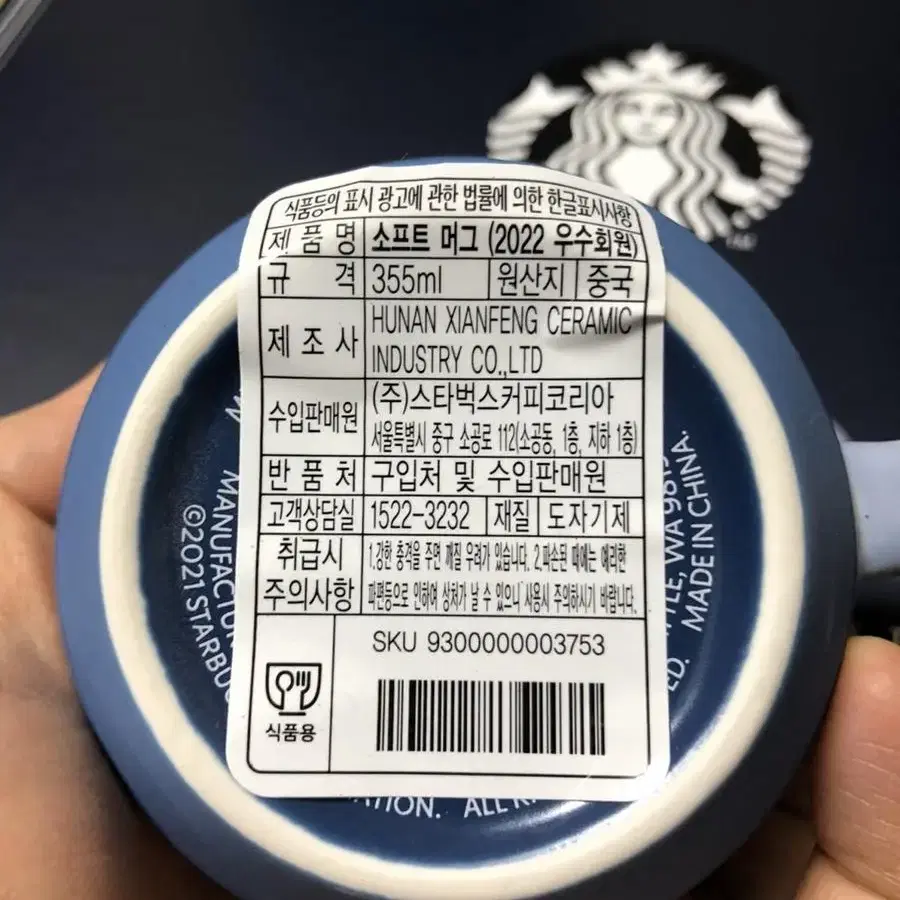 식품등의 표시 광고에 관한 법률에 의한 한글표시사항
제 품 명 소프트 머그 (2022 우수회원)
규 격 355ml 원산지 중국
제 조 사 HUNAN XIANFENG CERAMIC
INDUSTRY CO.,LTD
수입판매원 (주)스타벅스커피코리아
서울특별시 중구 소공로 112(소공동, 1층, 지하 1층)
반 품 처 구입처 및 수입판매원
고객상담실 1522-3232 재질 도자기제
취급시 1.강한 충격을 주면 깨질 우려가 있습니다. 2.파손된 때에는 예리한
주의사항 파편등으로 인하여 상처가 날 수 있으니 사용시 주의하시기 바랍니다.
SKU 9300000003753
식품용
©2021 STARBU
MANUFACTUR
TLE, WA 981
MADE IN CHINA.
ATION. ALL R
ED.
TM